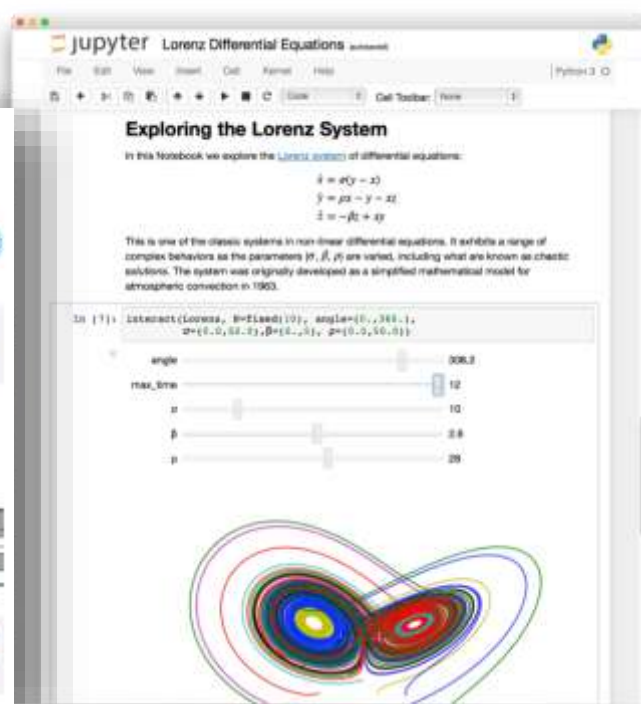 jupyter Lorenz Differential Equations
File Edit View Insert Cell Kernel Help Python 3
Code Cell Toolbar: None
Exploring the Lorenz System
In this Notebook we explore the Lorenz system of differential equations:
ẋ = σ(y − x)
ẏ = ρx − y − xz
ż = −βz + xy
This is one of the classic systems in non-linear differential equations. It exhibits a range of
complex behaviors as the parameters (σ, β, ρ) are varied, including what are known as chaotic
solutions. The system was originally developed as a simplified mathematical model for
atmospheric convection in 1963.
In [7]: interact(Lorenz, N=fixed(10), angle=(0.,360.),
σ=(0.0,50.0),β=(0.,5), ρ=(0.0,50.0))
angle 308.2
max_time 12
σ 10
β 2.6
ρ 28